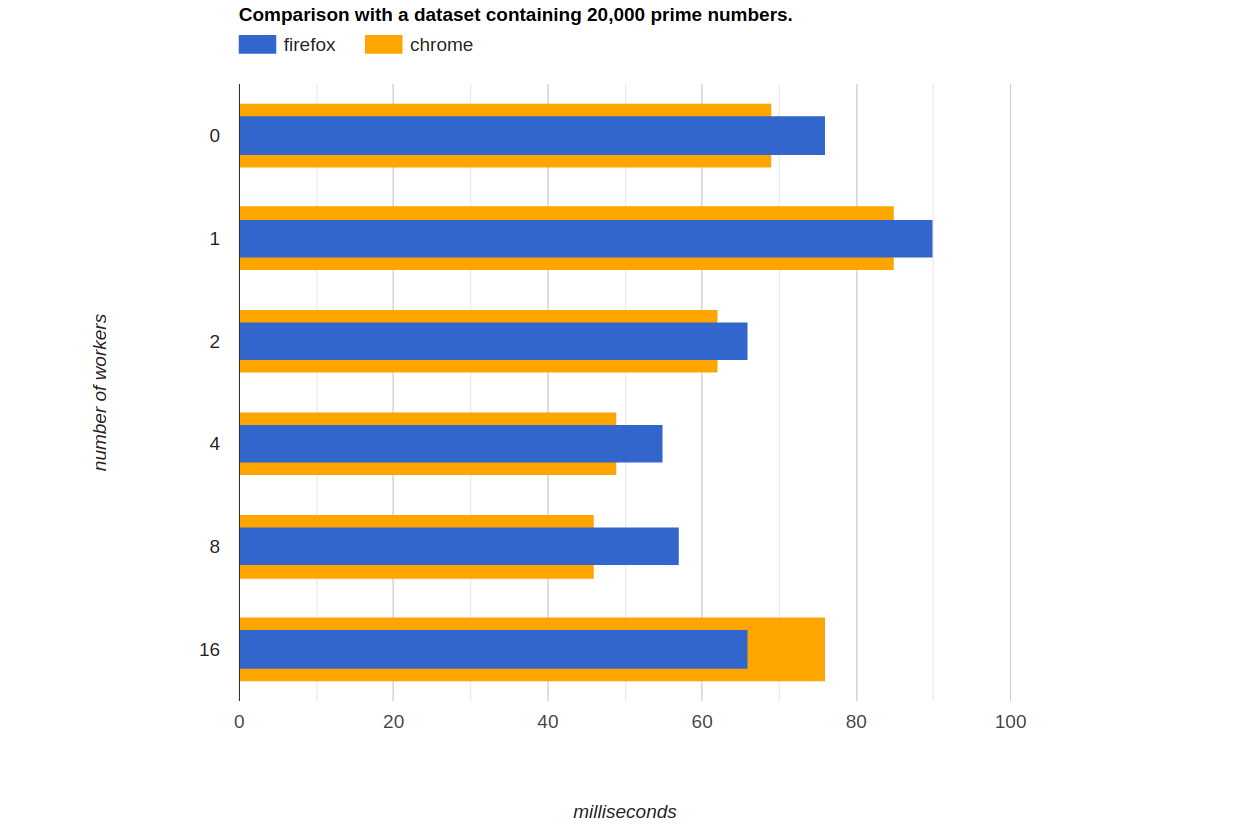 Comparison with a dataset containing 20,000 prime numbers.
firefox chrome
0
1
2
4
8
16
number of workers
0 20 40 60 80 100
milliseconds